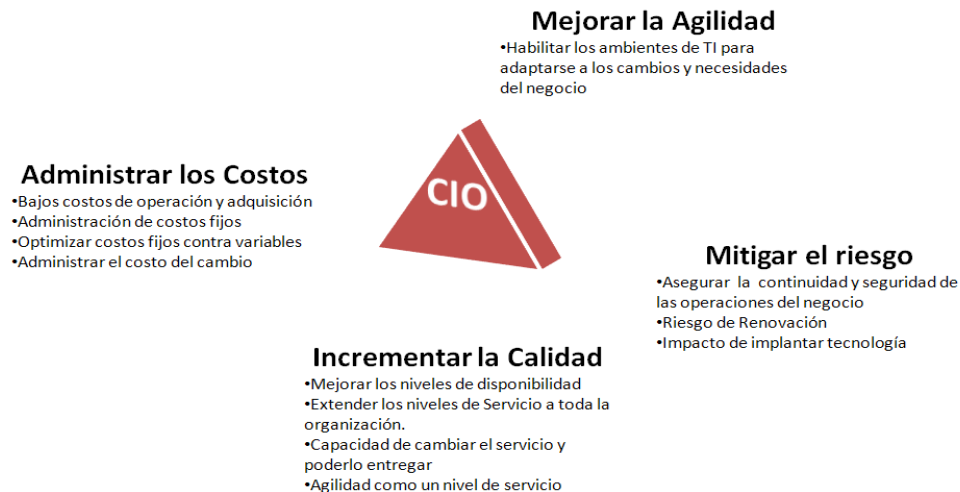 Mejorar la Agilidad
•Habilitar los ambientes de TI para
adaptarse a los cambios y necesidades
del negocio
Administrar los Costos
•Bajos costos de operación y adquisición
•Administración de costos fijos
•Optimizar costos fijos contra variables
•Administrar el costo del cambio
CIO
Mitigar el riesgo
•Asegurar la continuidad y seguridad de
las operaciones del negocio
•Riesgo de Renovación
•Impacto de implantar tecnología
Incrementar la Calidad
•Mejorar los niveles de disponibilidad
•Extender los niveles de Servicio a toda la
organización.
•Capacidad de cambiar el servicio y
poderlo entregar
•Agilidad como un nivel de servicio